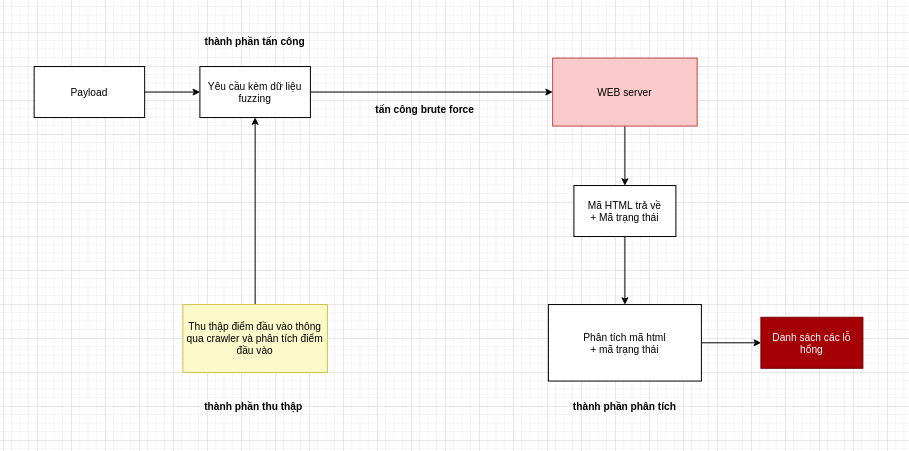 thành phần tấn công
Payload
Yêu cầu kèm dữ liệu
fuzzing
tấn công brute force
WEB server
Mã HTML trả về
+ Mã trạng thái
Thu thập điểm đầu vào thông
qua crawler và phân tích điểm
đầu vào
thành phần thu thập
Phân tích mã html
+ mã trạng thái
thành phần phân tích
Danh sách các lỗ
hổng